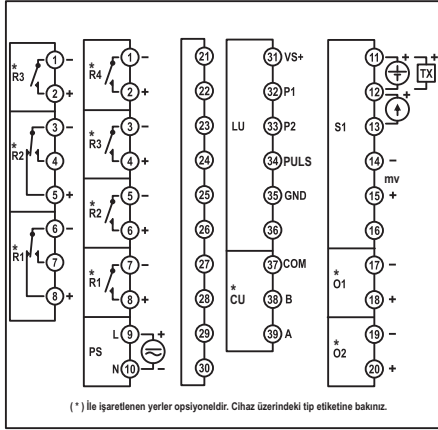 * R3
1 −
2 +
3 −
* R2
4
5 +
6 −
* R1
7
8 +
1 −
* R4
2 +
3 −
* R3
4 +
5 −
* R2
6 +
7 −
* R1
8 +
PS
L 9 +
N 10 −
21
22
23
24
25
26
27
28
29
30
31 VS+
32 P1
LU
33 P2
34 PULS
35 GND
36
37 COM
* CU
38 B
39 A
11 +
TX +
12 +
S1
13
14 −
mv
15 +
16
17 −
* O1
18 +
19 −
* O2
20 +
( * ) İle işaretlenen yerler opsiyoneldir. Cihaz üzerindeki tip etiketine bakınız.